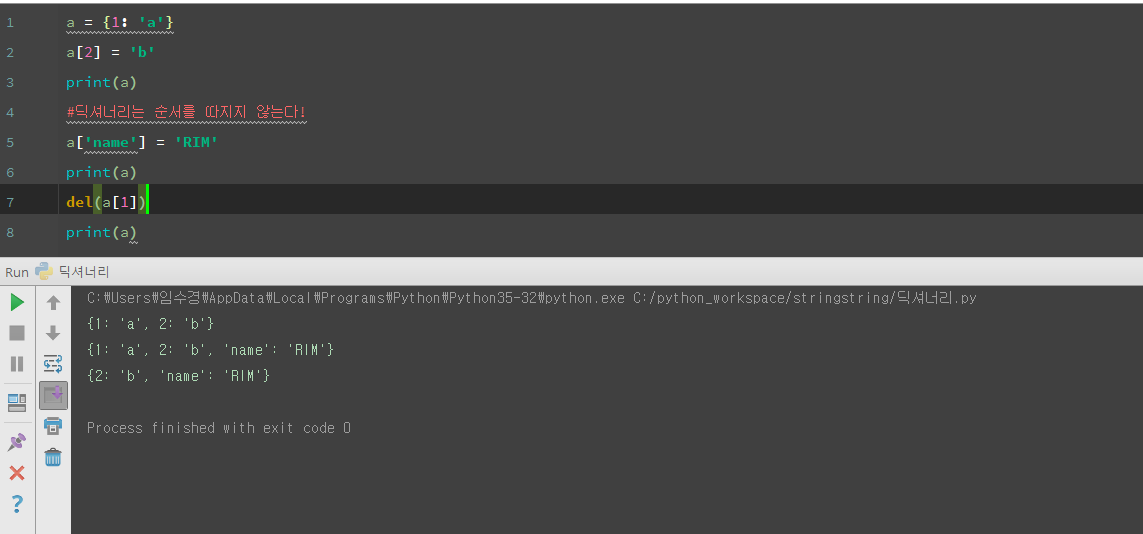 1 a = {1: 'a'}
2 a[2] = 'b'
3 print(a)
4 #딕셔너리는 순서를 따지지 않는다!
5 a['name'] = 'RIM'
6 print(a)
7 del(a[1])
8 print(a)
Run 딕셔너리
C:\Users\임수경\AppData\Local\Programs\Python\Python35-32\python.exe C:/python_workspace/stringstring/딕셔너리.py
{1: 'a', 2: 'b'}
{1: 'a', 2: 'b', 'name': 'RIM'}
{2: 'b', 'name': 'RIM'}
Process finished with exit code 0